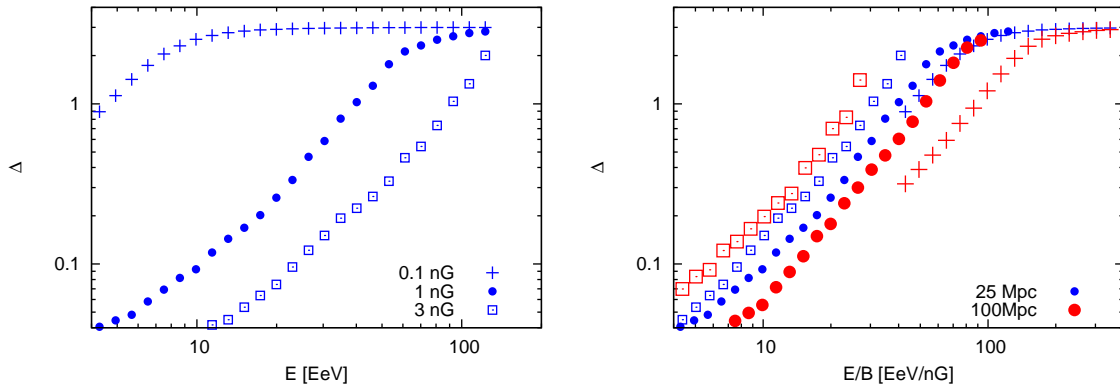 1
0.1
Δ
10
100
E [EeV]
0.1 nG
1 nG
3 nG
1
0.1
Δ
10
100
E/B [EeV/nG]
25 Mpc
100Mpc